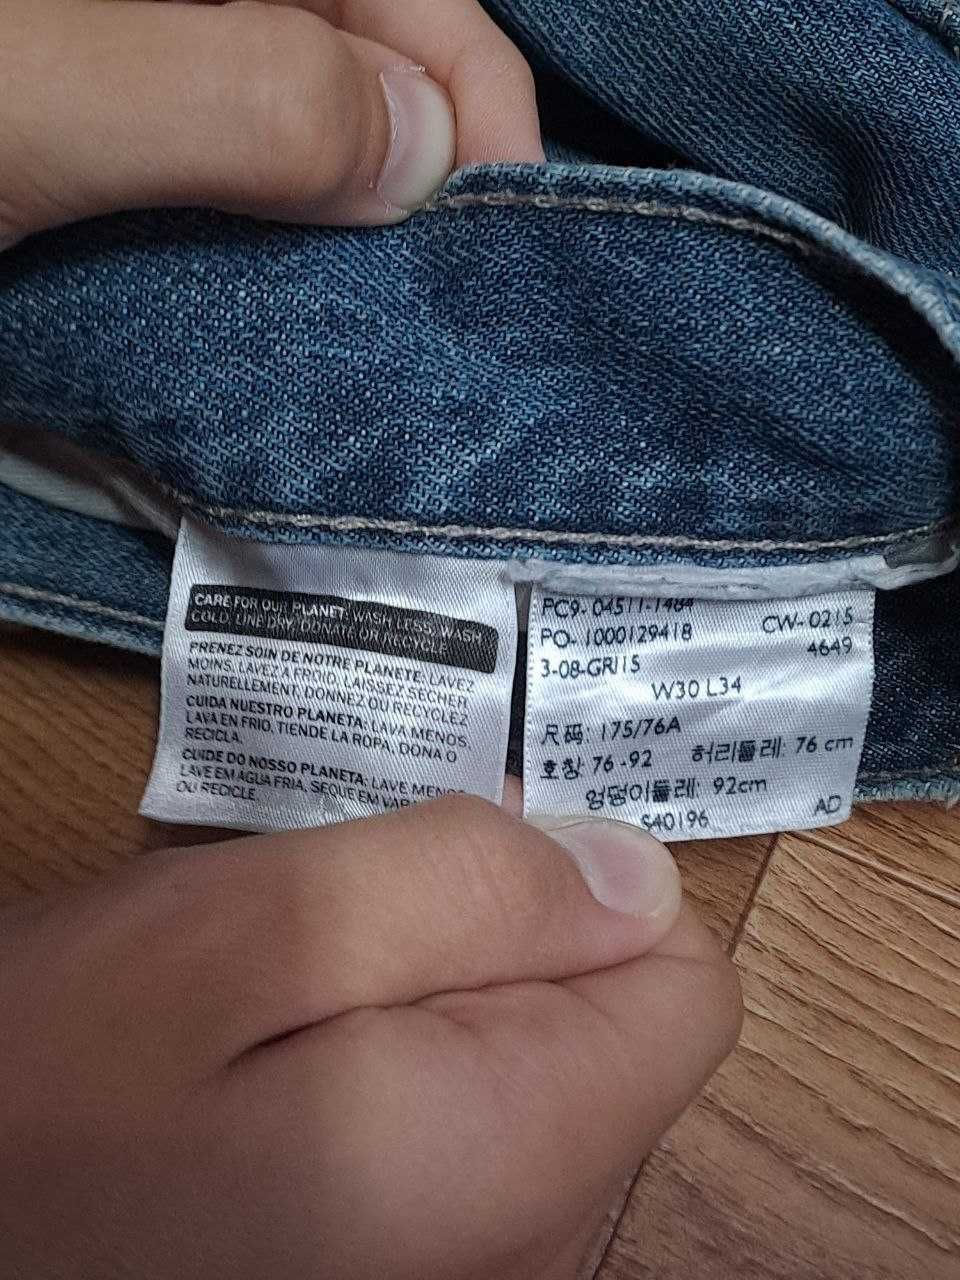 CARE FOR OUR PLANET: WASH LESS, WASH
COLD, LINE DRY, DONATE OR RECYCLE
PRENEZ SOIN DE NOTRE PLANETE: LAVEZ
MOINS, LAVEZ A FROID, LAISSEZ SECHER
NATURELLEMENT, DONNEZ OU RECYCLEZ
CUIDA NUESTRO PLANETA: LAVA MENOS,
LAVA EN FRIO, TIENDE LA ROPA, DONA O
RECICLA.
CUIDE DO NOSSO PLANETA: LAVE MENOS
LAVE EM AGUA FRIA, SEQUE EM
OU RECICLE.
PC9-04511-1484
PO-1000129418 CW-0215
3-08-GR115 4649
W30 L34
尺码: 175/76A
호칭 76-92 허리둘레: 76 cm
엉덩이둘레: 92cm
S40196 AD